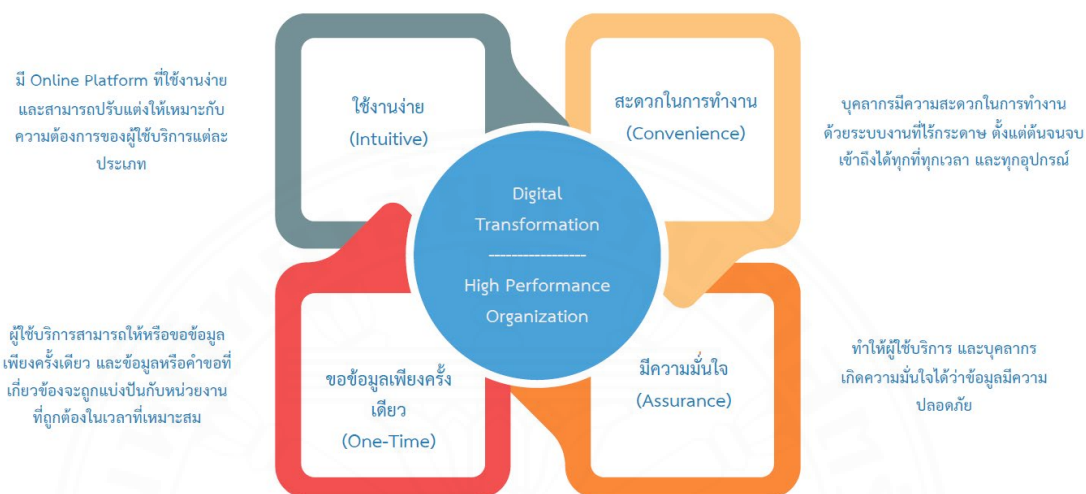 มี Online Platform ที่ใช้งานง่าย
และสามารถปรับแต่งให้เหมาะกับ
ความต้องการของผู้ใช้บริการแต่ละ
ประเภท
ใช้งานง่าย
(Intuitive)
สะดวกในการทำงาน
(Convenience)
บุคลากรมีความสะดวกในการทำงาน
ด้วยระบบงานที่ไร้กระดาษ ตั้งแต่ต้นจนจบ
เข้าถึงได้ทุกที่ทุกเวลา และทุกอุปกรณ์
Digital
Transformation
------------------
High Performance
Organization
ผู้ใช้บริการสามารถให้หรือขอข้อมูล
เพียงครั้งเดียว และข้อมูลหรือคำขอที่
เกี่ยวข้องจะถูกแบ่งปันกับหน่วยงาน
ที่ถูกต้องในเวลาที่เหมาะสม
ขอข้อมูลเพียงครั้ง
เดียว
(One-Time)
มีความมั่นใจ
(Assurance)
ทำให้ผู้ใช้บริการ และบุคลากร
เกิดความมั่นใจได้ว่าข้อมูลมีความ
ปลอดภัย